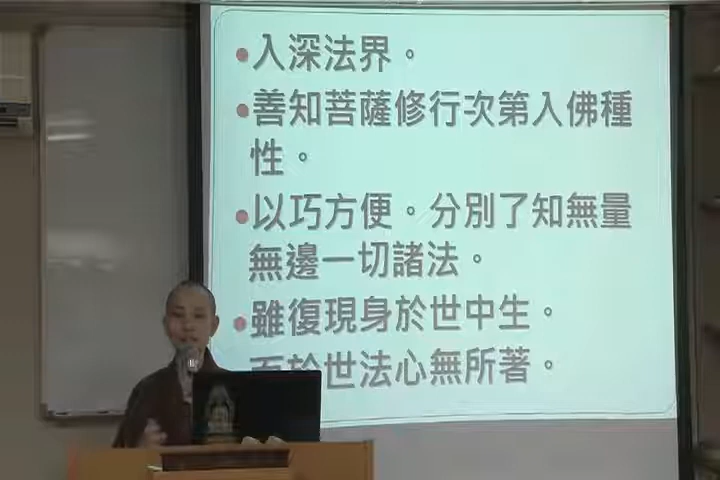 •入深法界。
•善知菩薩修行次第入佛種
性。
•以巧方便。分別了知無量
無邊一切諸法。
•雖復現身於世中生。
而於世法心無所著。